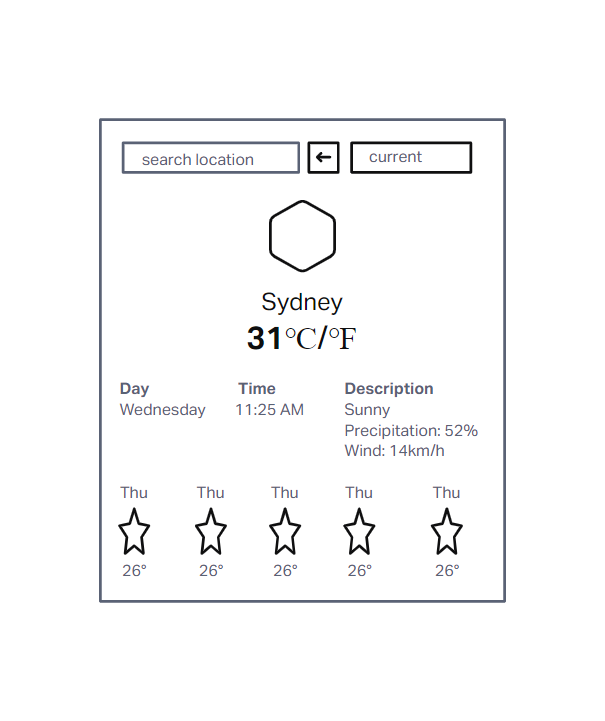 search location
current
Sydney
31°C/°F
Day Time Description
Wednesday 11:25 AM Sunny
Precipitation: 52%
Wind: 14km/h
Thu Thu Thu Thu Thu
26° 26° 26° 26° 26°